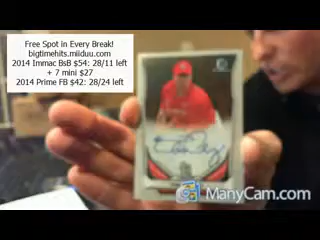 Free Spot in Every Break!
bigtimehits.miiduu.com
2014 Immac BsB $54: 28/11 left
+ 7 mini $27
2014 Prime FB $42: 28/24 left
ManyCam.com